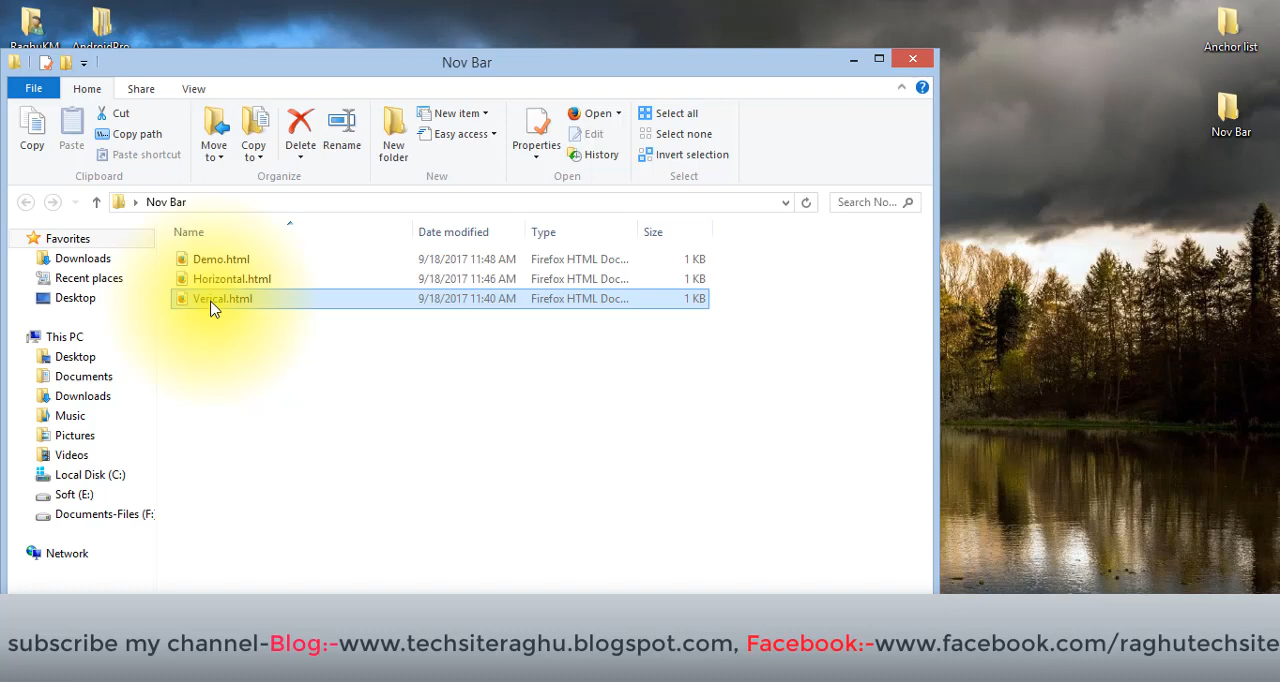 RaghuKM
AndroidPro
Anchor list
Nov Bar
Nov Bar
File
Home
Share
View
Copy
Paste
Cut
Copy path
Paste shortcut
Clipboard
Move to
Copy to
Delete
Rename
Organize
New folder
New item
Easy access
New
Properties
Open
Edit
History
Open
Select all
Select none
Invert selection
Select
Nov Bar
Search No...
Favorites
Downloads
Recent places
Desktop
This PC
Desktop
Documents
Downloads
Music
Pictures
Videos
Local Disk (C:)
Soft (E:)
Documents-Files (F:
Network
Name Date modified Type Size
Demo.html 9/18/2017 11:48 AM Firefox HTML Doc... 1 KB
Horizontal.html 9/18/2017 11:46 AM Firefox HTML Doc... 1 KB
Verical.html 9/18/2017 11:40 AM Firefox HTML Doc... 1 KB
subscribe my channel-Blog:-www.techsiteraghu.blogspot.com, Facebook:-www.facebook.com/raghutechsite